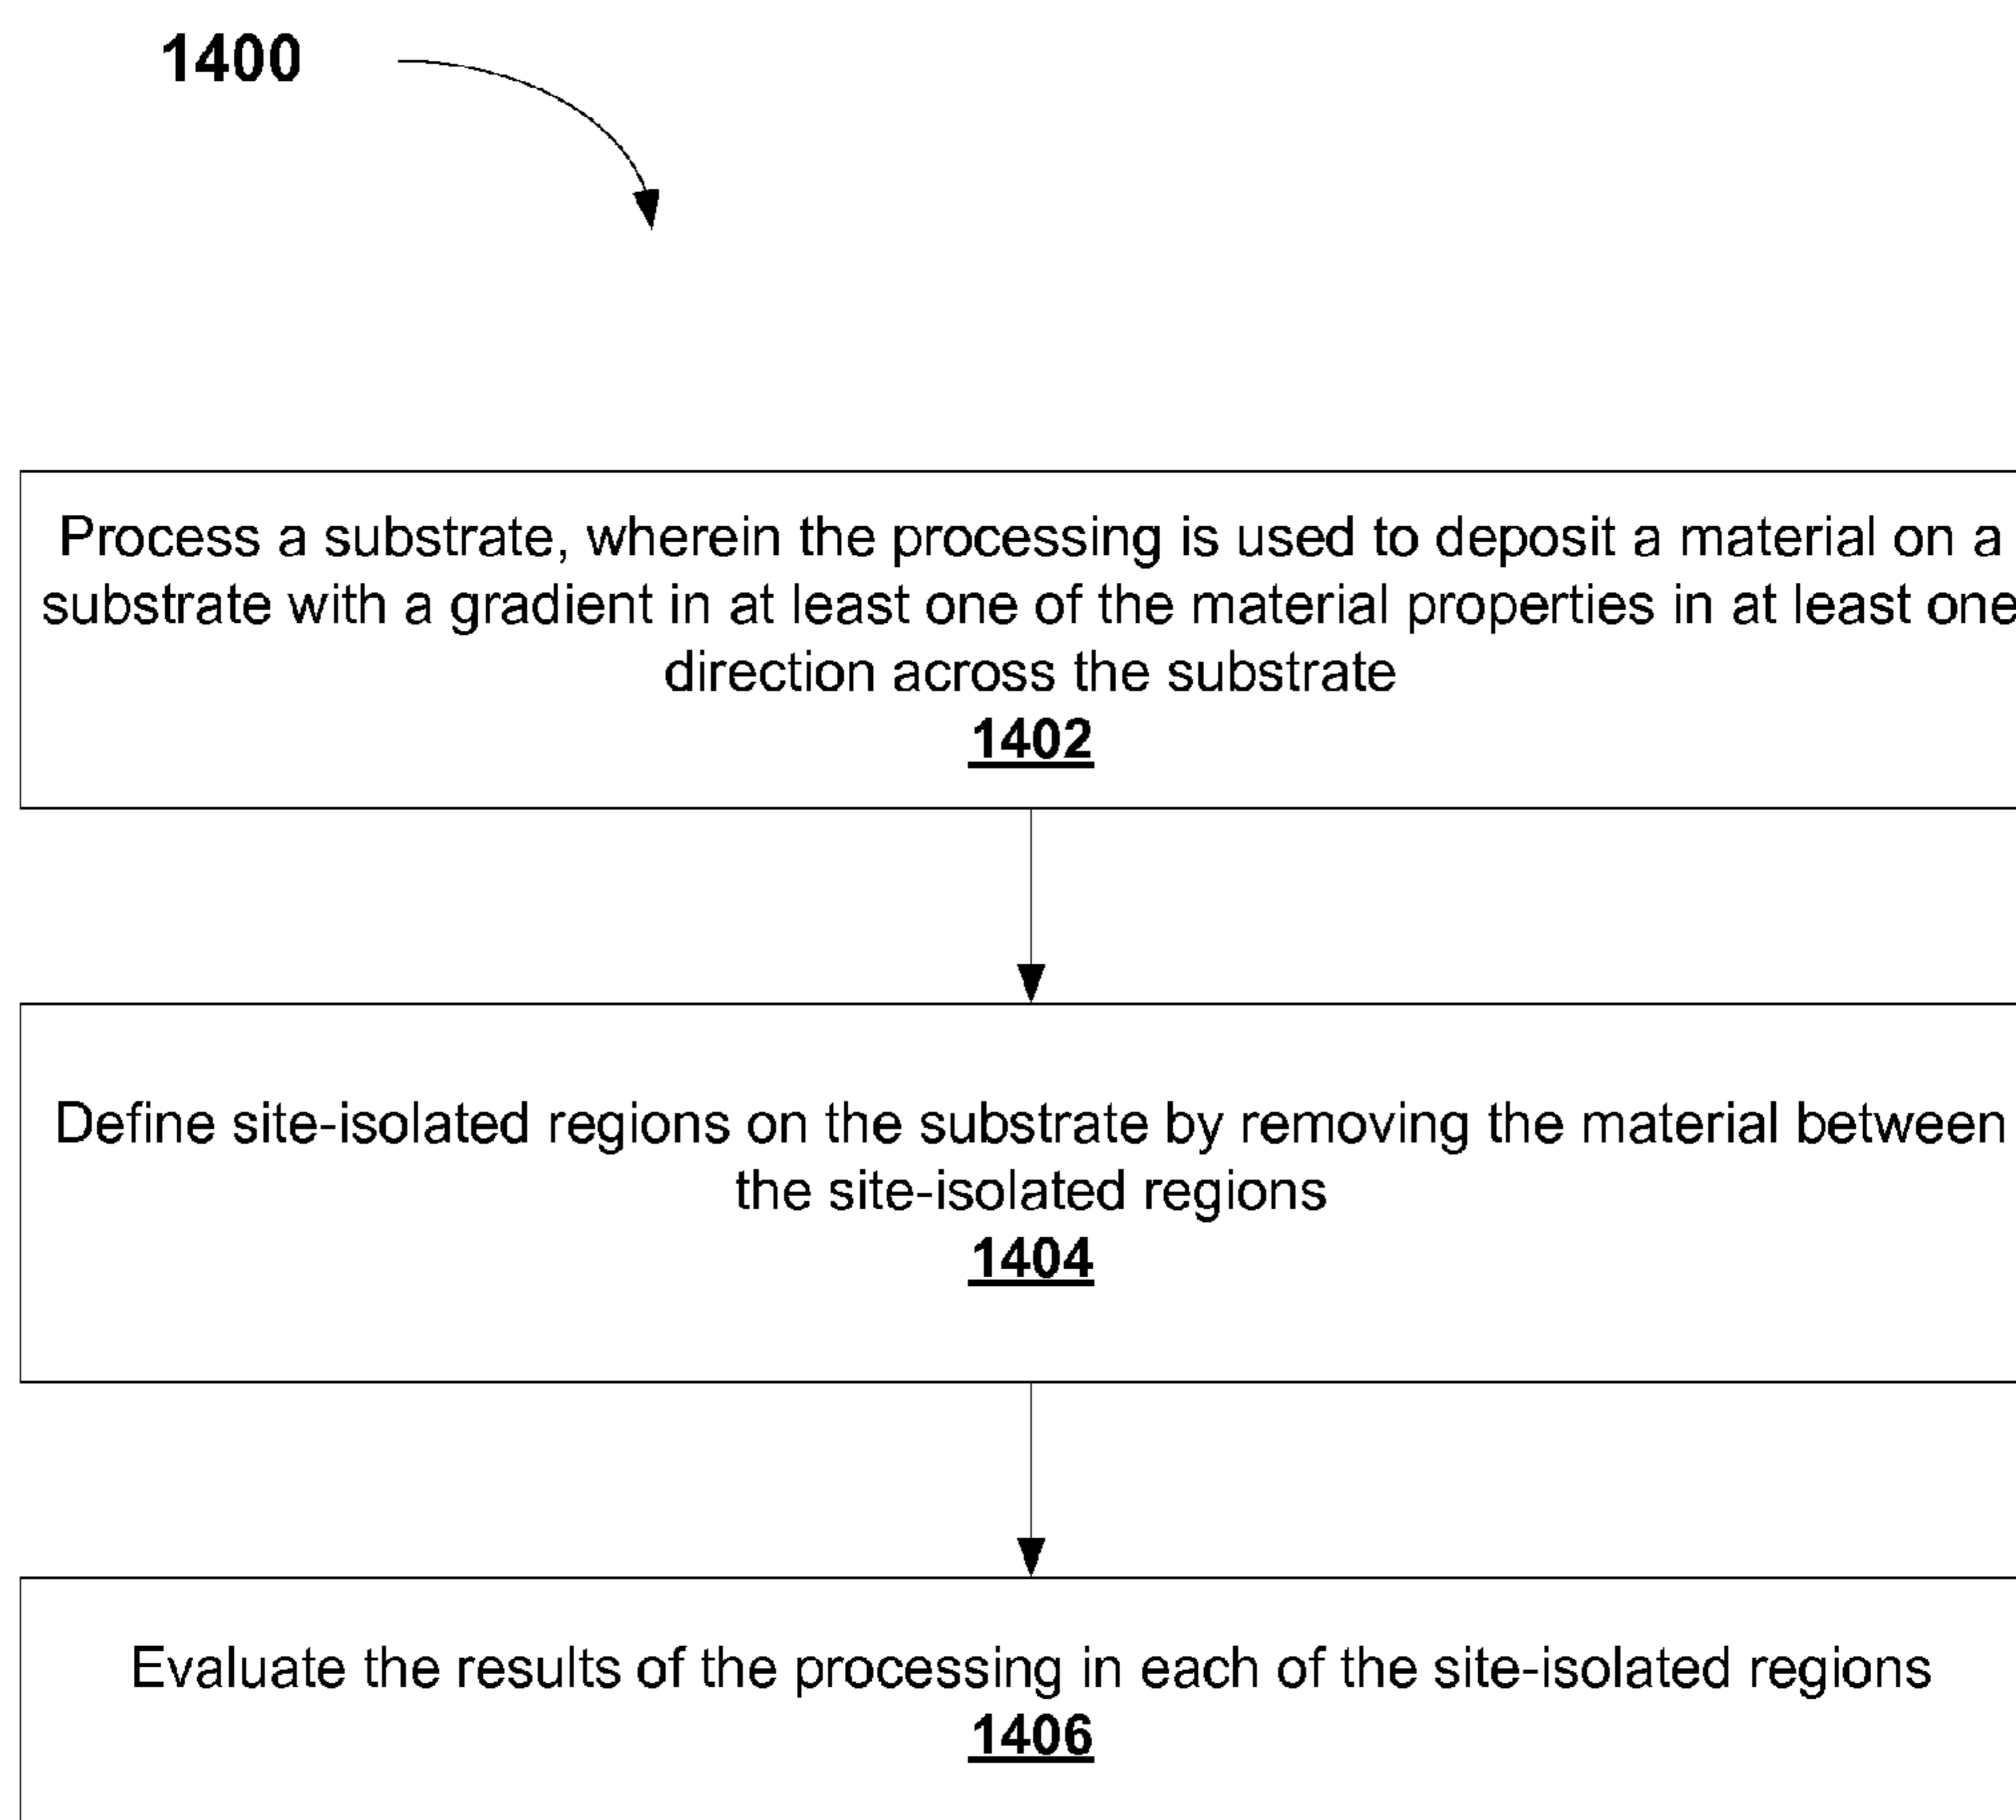 1400
Process a substrate, wherein the processing is used to deposit a material on a
substrate with a gradient in at least one of the material properties in at least one
direction across the substrate
1402
Define site-isolated regions on the substrate by removing the material between
the site-isolated regions
1404
Evaluate the results of the processing in each of the site-isolated regions
1406